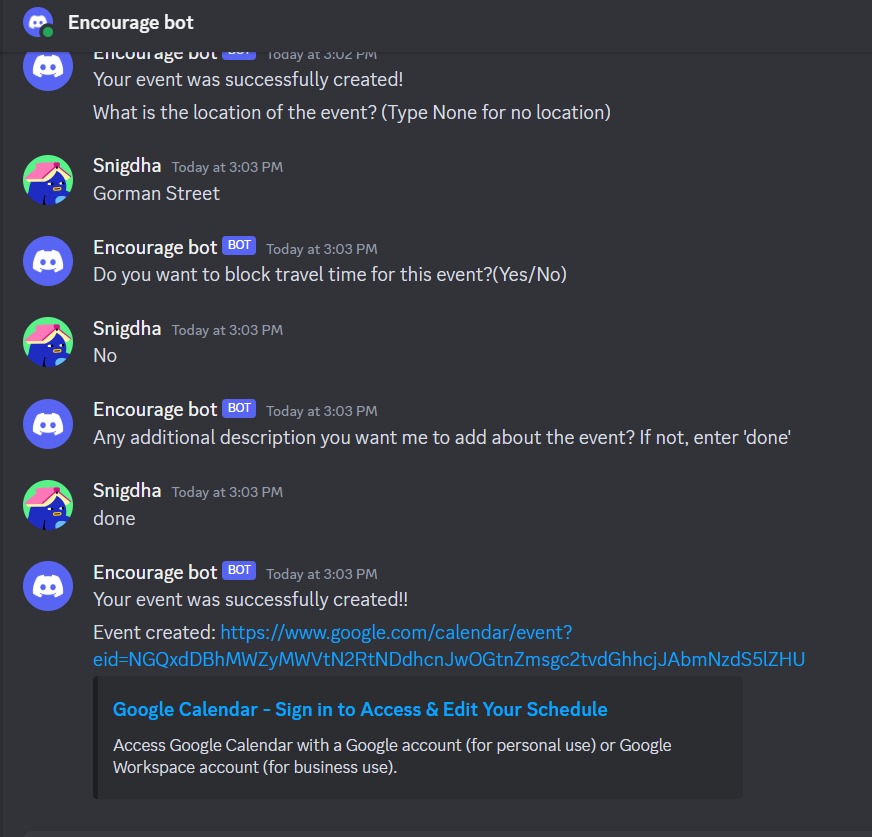 Encourage bot
Encourage bot BOT Today at 3:02 PM
Your event was successfully created!
What is the location of the event? (Type None for no location)
Snigdha Today at 3:03 PM
Gorman Street
Encourage bot BOT Today at 3:03 PM
Do you want to block travel time for this event?(Yes/No)
Snigdha Today at 3:03 PM
No
Encourage bot BOT Today at 3:03 PM
Any additional description you want me to add about the event? If not, enter 'done'
Snigdha Today at 3:03 PM
done
Encourage bot BOT Today at 3:03 PM
Your event was successfully created!!
Event created: https://www.google.com/calendar/event?
eid=NGQxdDBhMWZyMWVtN2RtNDdhcnJwOGtnZmsgc2tvdGhhcjJAbmNzdS5lZHU
Google Calendar - Sign in to Access & Edit Your Schedule
Access Google Calendar with a Google account (for personal use) or Google
Workspace account (for business use).